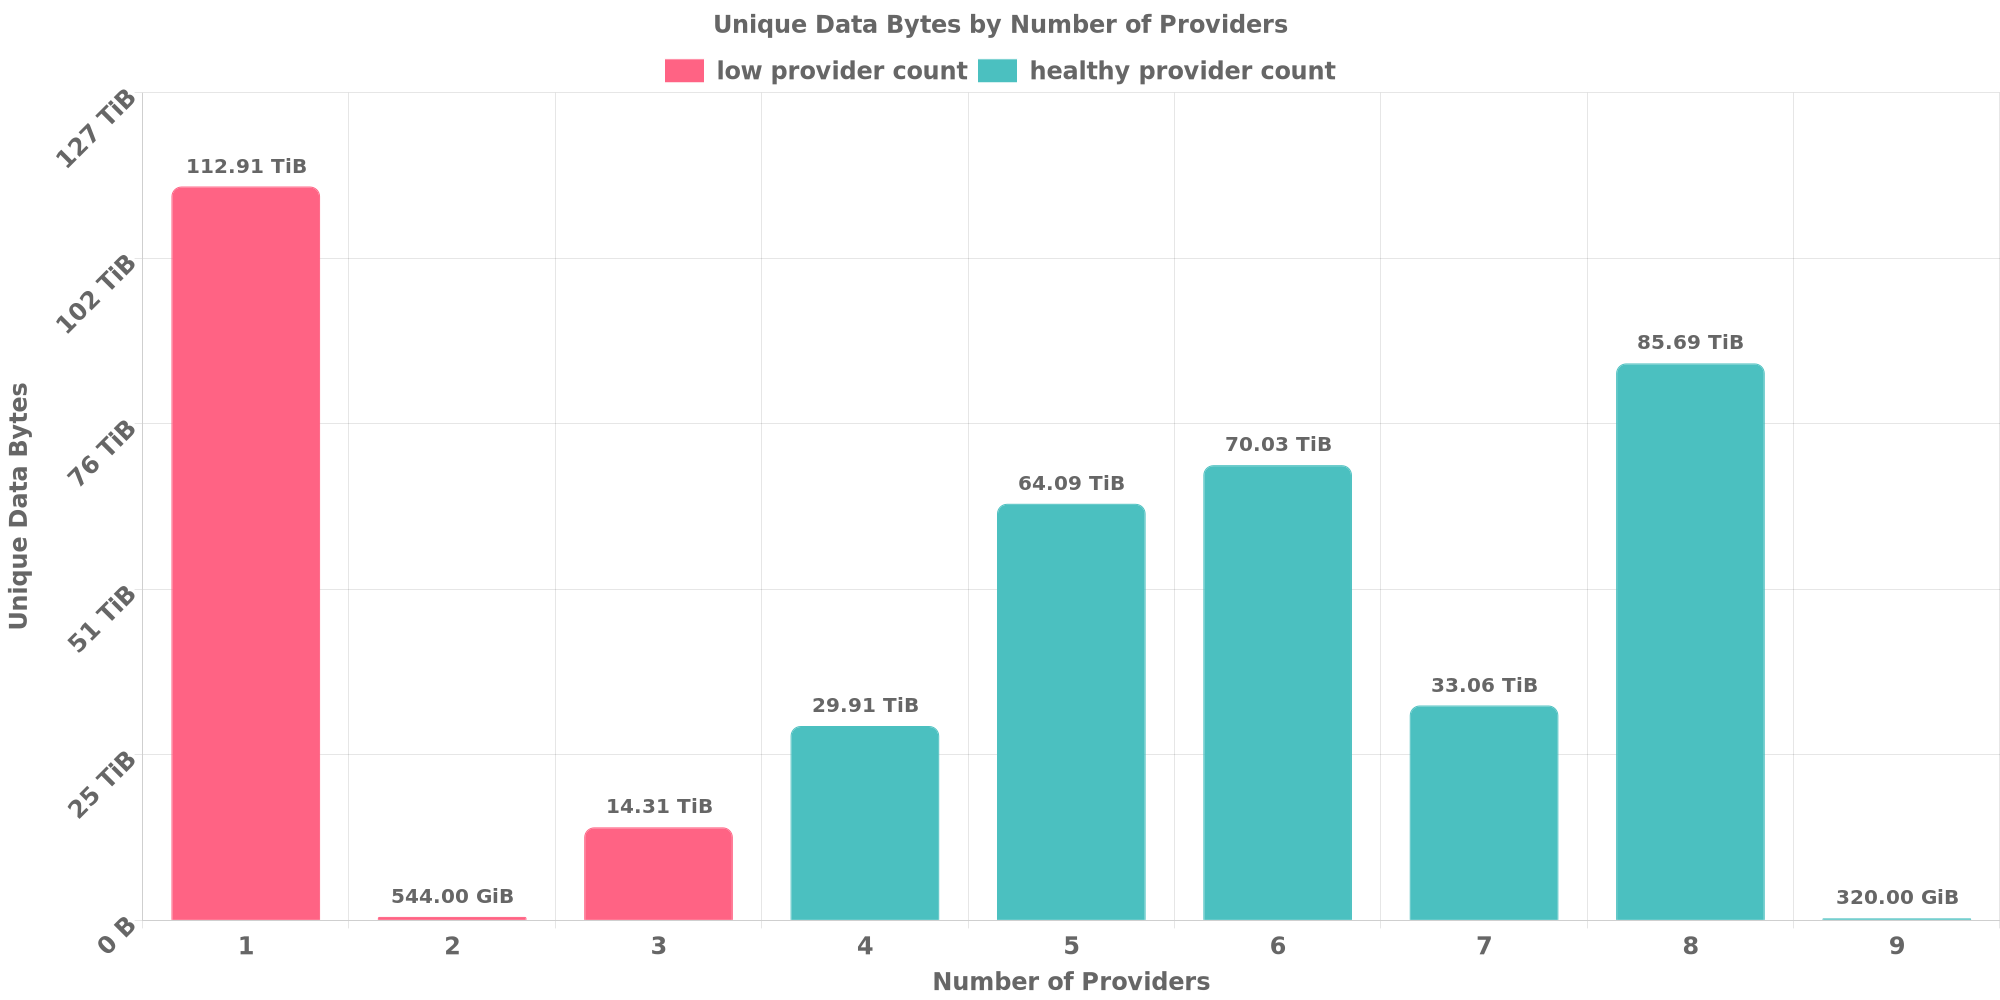 Unique Data Bytes by Number of Providers
low provider count healthy provider count
127 TiB
102 TiB
76 TiB
51 TiB
25 TiB
0 B
Unique Data Bytes
112.91 TiB
544.00 GiB
14.31 TiB
29.91 TiB
64.09 TiB
70.03 TiB
33.06 TiB
85.69 TiB
320.00 GiB
1 2 3 4 5 6 7 8 9
Number of Providers